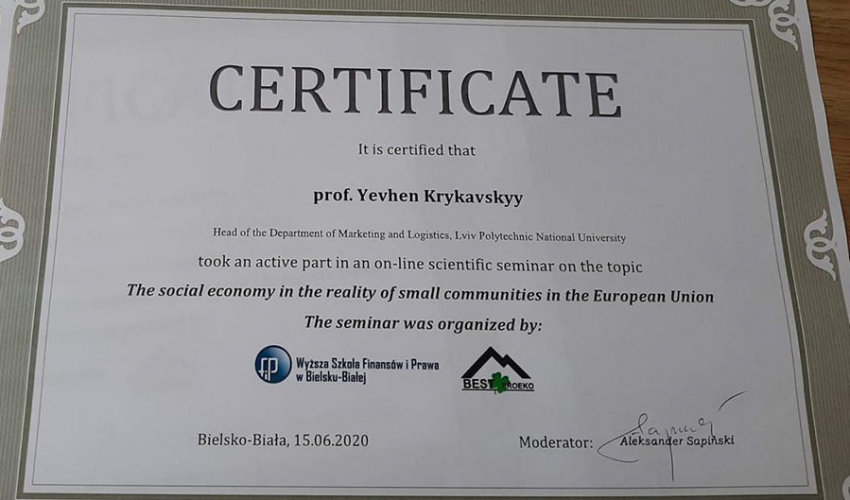 CERTIFICATE
It is certified that
prof. Yevhen Krykavskyy
Head of the Department of Marketing and Logistics, Lviv Polytechnic National University
took an active part in an on-line scientific seminar on the topic
The social economy in the reality of small communities in the European Union
The seminar was organized by:
fp Wyższa Szkoła Finansów i Prawa
w Bielsku-Białej
BEST PROEKO
Bielsko-Biała, 15.06.2020
Moderator: Aleksander Sapiński